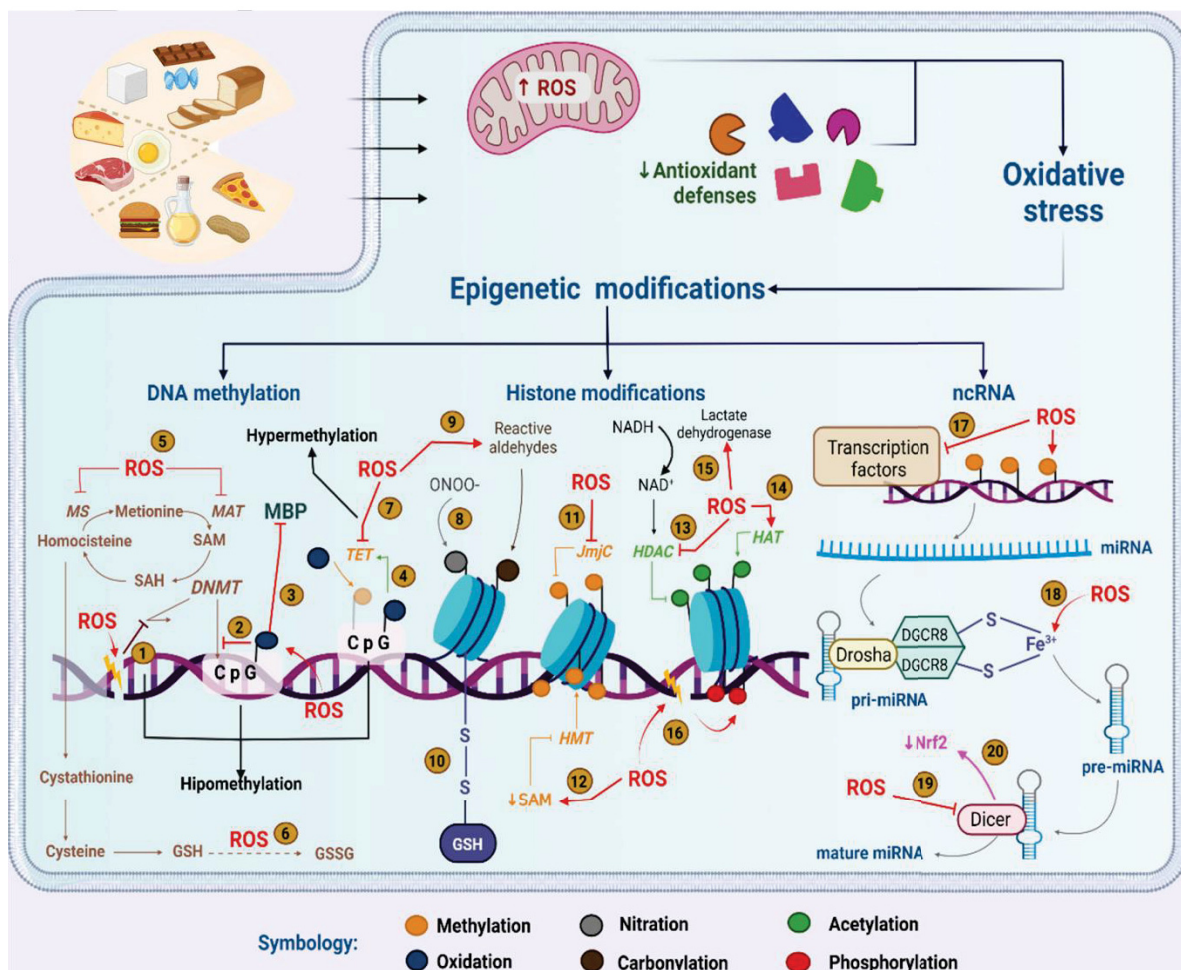 ↑ ROS
↓ Antioxidant
defenses
Oxidative
stress
Epigenetic modifications
DNA methylation
Histone modifications
ncRNA
5
ROS
MS
Metionine
MAT
Homocisteine
SAM
SAH
DNMT
ROS
1
2
3
MBP
CpG
ROS
Hypermethylation
ROS
7
TET
4
CpG
Hipomethylation
Cystathionine
Cysteine
GSH
ROS
6
GSSG
9
Reactive
aldehydes
ONOO-
8
S
10
S
GSH
ROS
11
JmjC
HMT
12
↓SAM
ROS
16
NADH
NAD⁺
Lactate
dehydrogenase
15
14
ROS
13
HDAC
HAT
17
ROS
Transcription
factors
miRNA
18
ROS
DGCR8
DGCR8
Drosha
S
S
Fe³⁺
pri-miRNA
pre-miRNA
↓Nrf2
20
19
ROS
Dicer
mature miRNA
Symbology:
Methylation
Nitration
Acetylation
Oxidation
Carbonylation
Phosphorylation